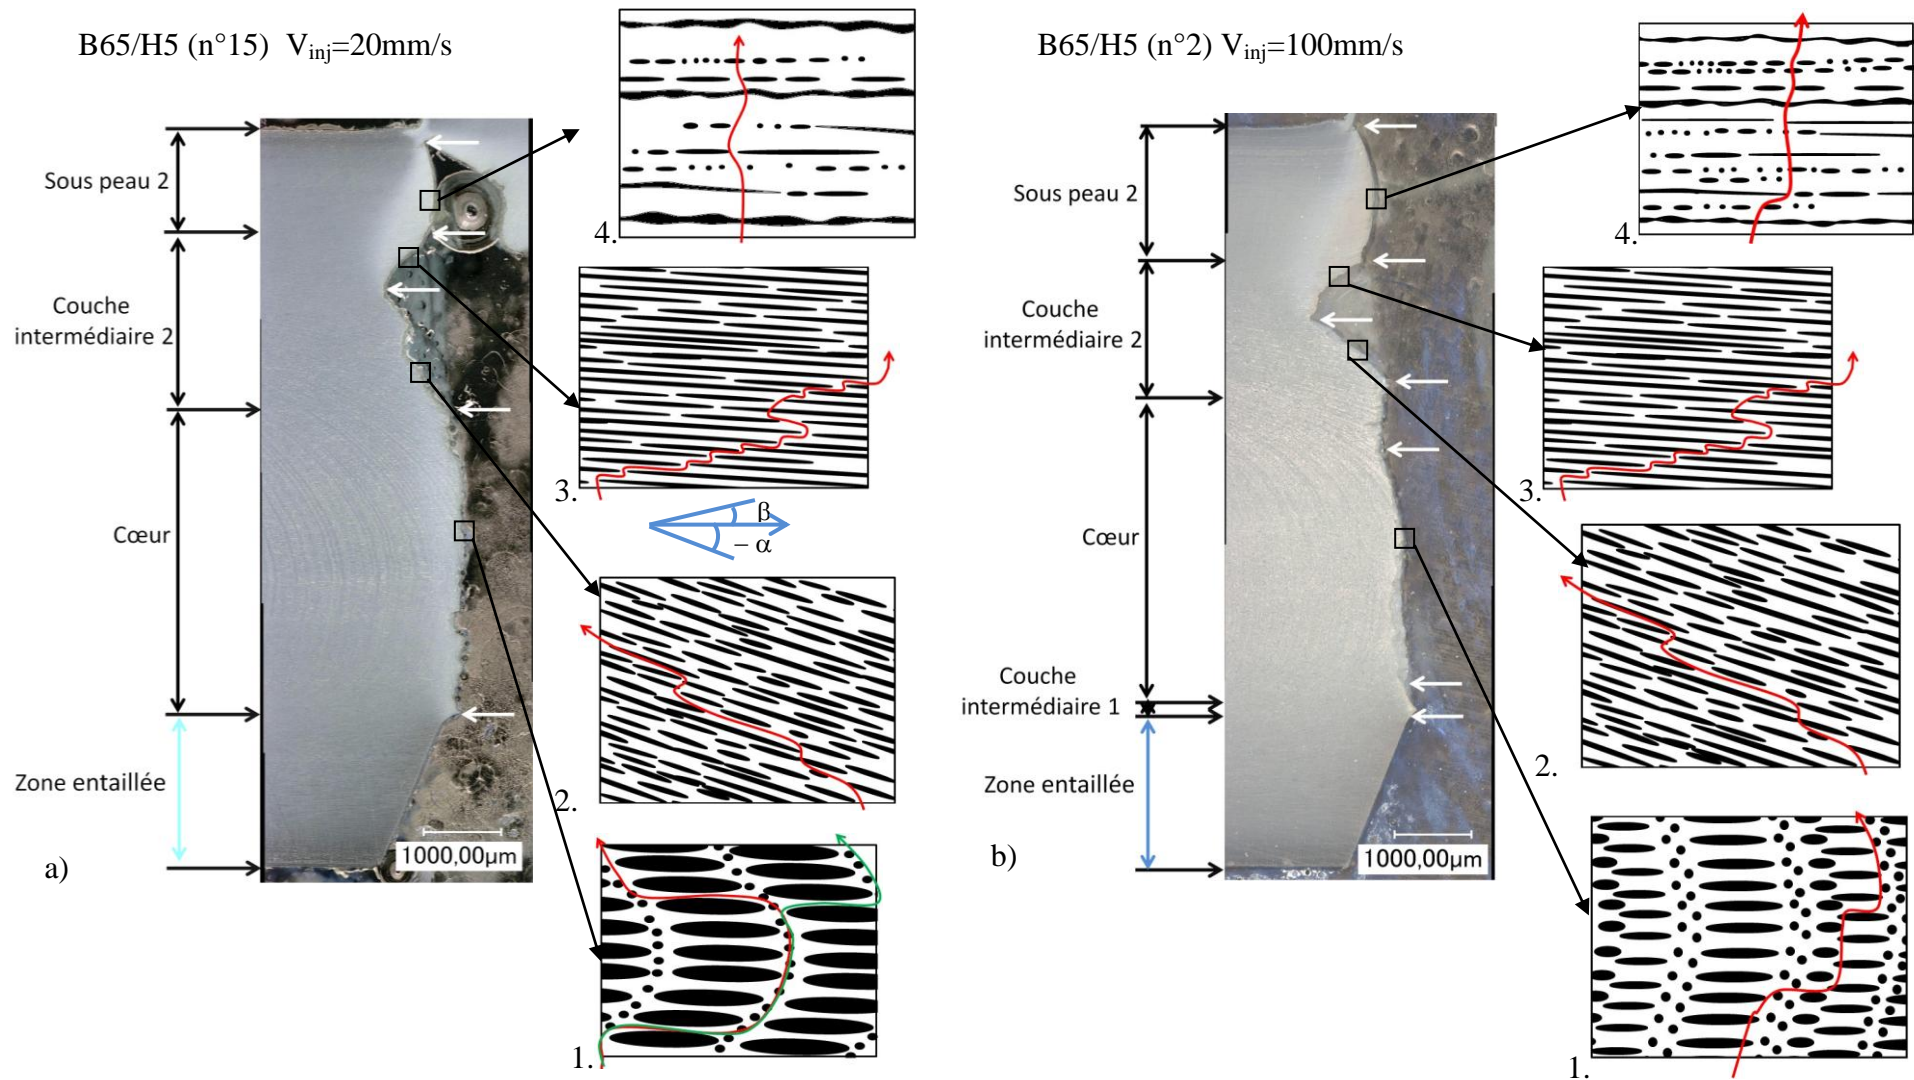 B65/H5 (n°15) Vinj=20mm/s
Sous peau 2
Couche
intermédiaire 2
Cœur
Zone entaillée
a)
1000,00µm
4.
3.
β
– α
2.
1.
B65/H5 (n°2) Vinj=100mm/s
Sous peau 2
Couche
intermédiaire 2
Cœur
Couche
intermédiaire 1
Zone entaillée
b)
1000,00µm
4.
3.
2.
1.